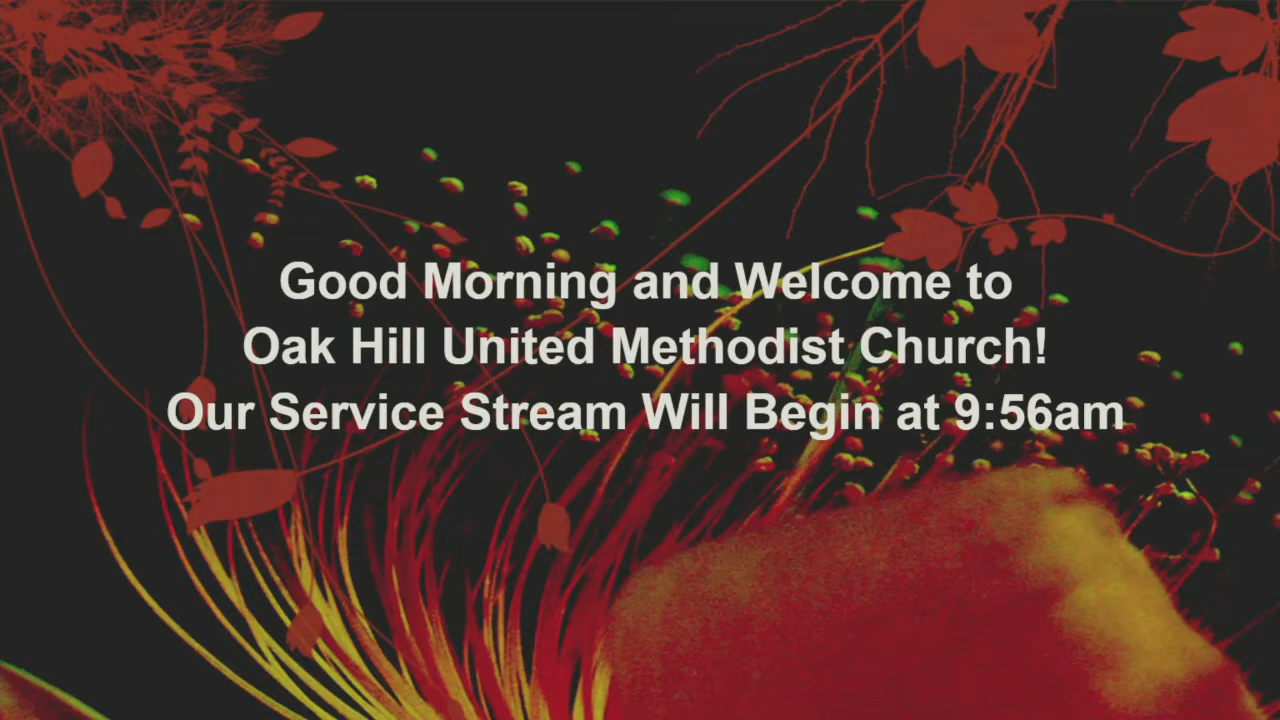 Good Morning and Welcome to
Oak Hill United Methodist Church!
Our Service Stream Will Begin at 9:56am